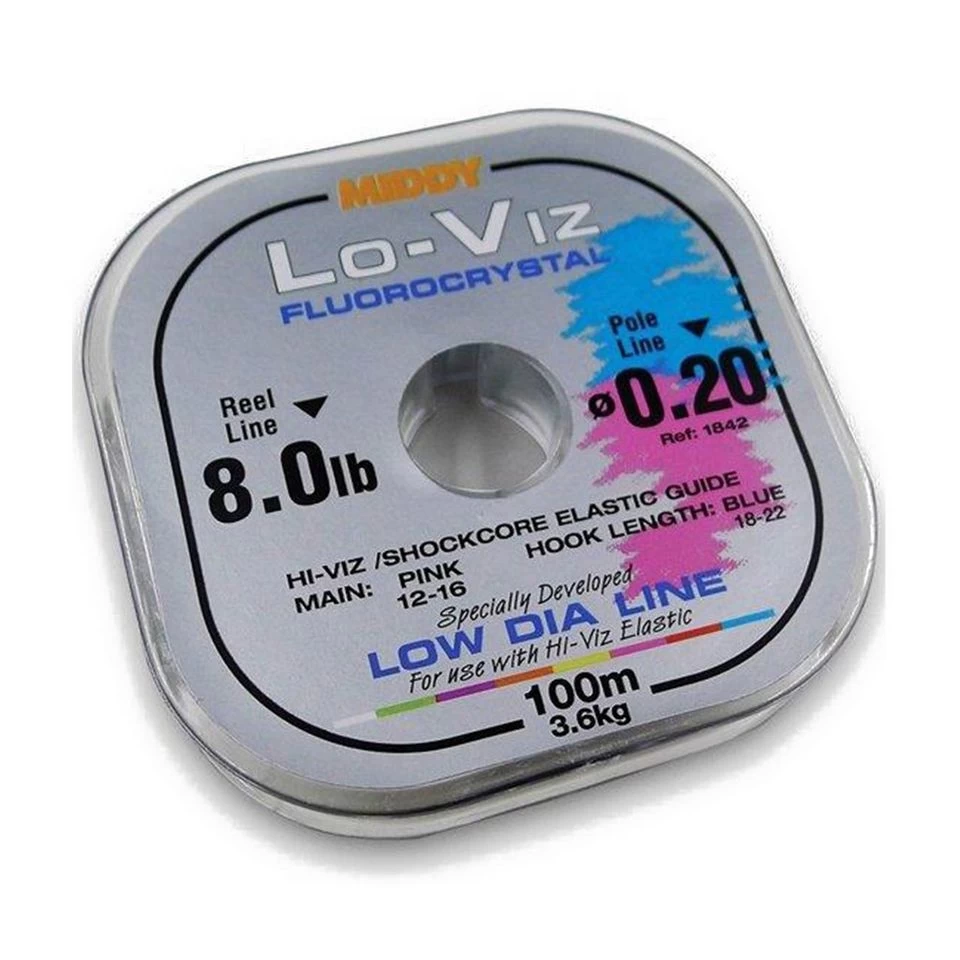 MIDDY
LO-VIZ
FLUOROCRYSTAL
Reel
Line
8.0lb
Pole
Line
ø0.20
Ref: 1842
HI-VIZ /SHOCKCORE ELASTIC GUIDE
MAIN: PINK
12-16
HOOK LENGTH: BLUE
18-22
Specially Developed
LOW DIA LINE
For use with HI-Viz Elastic
100m
3.6kg